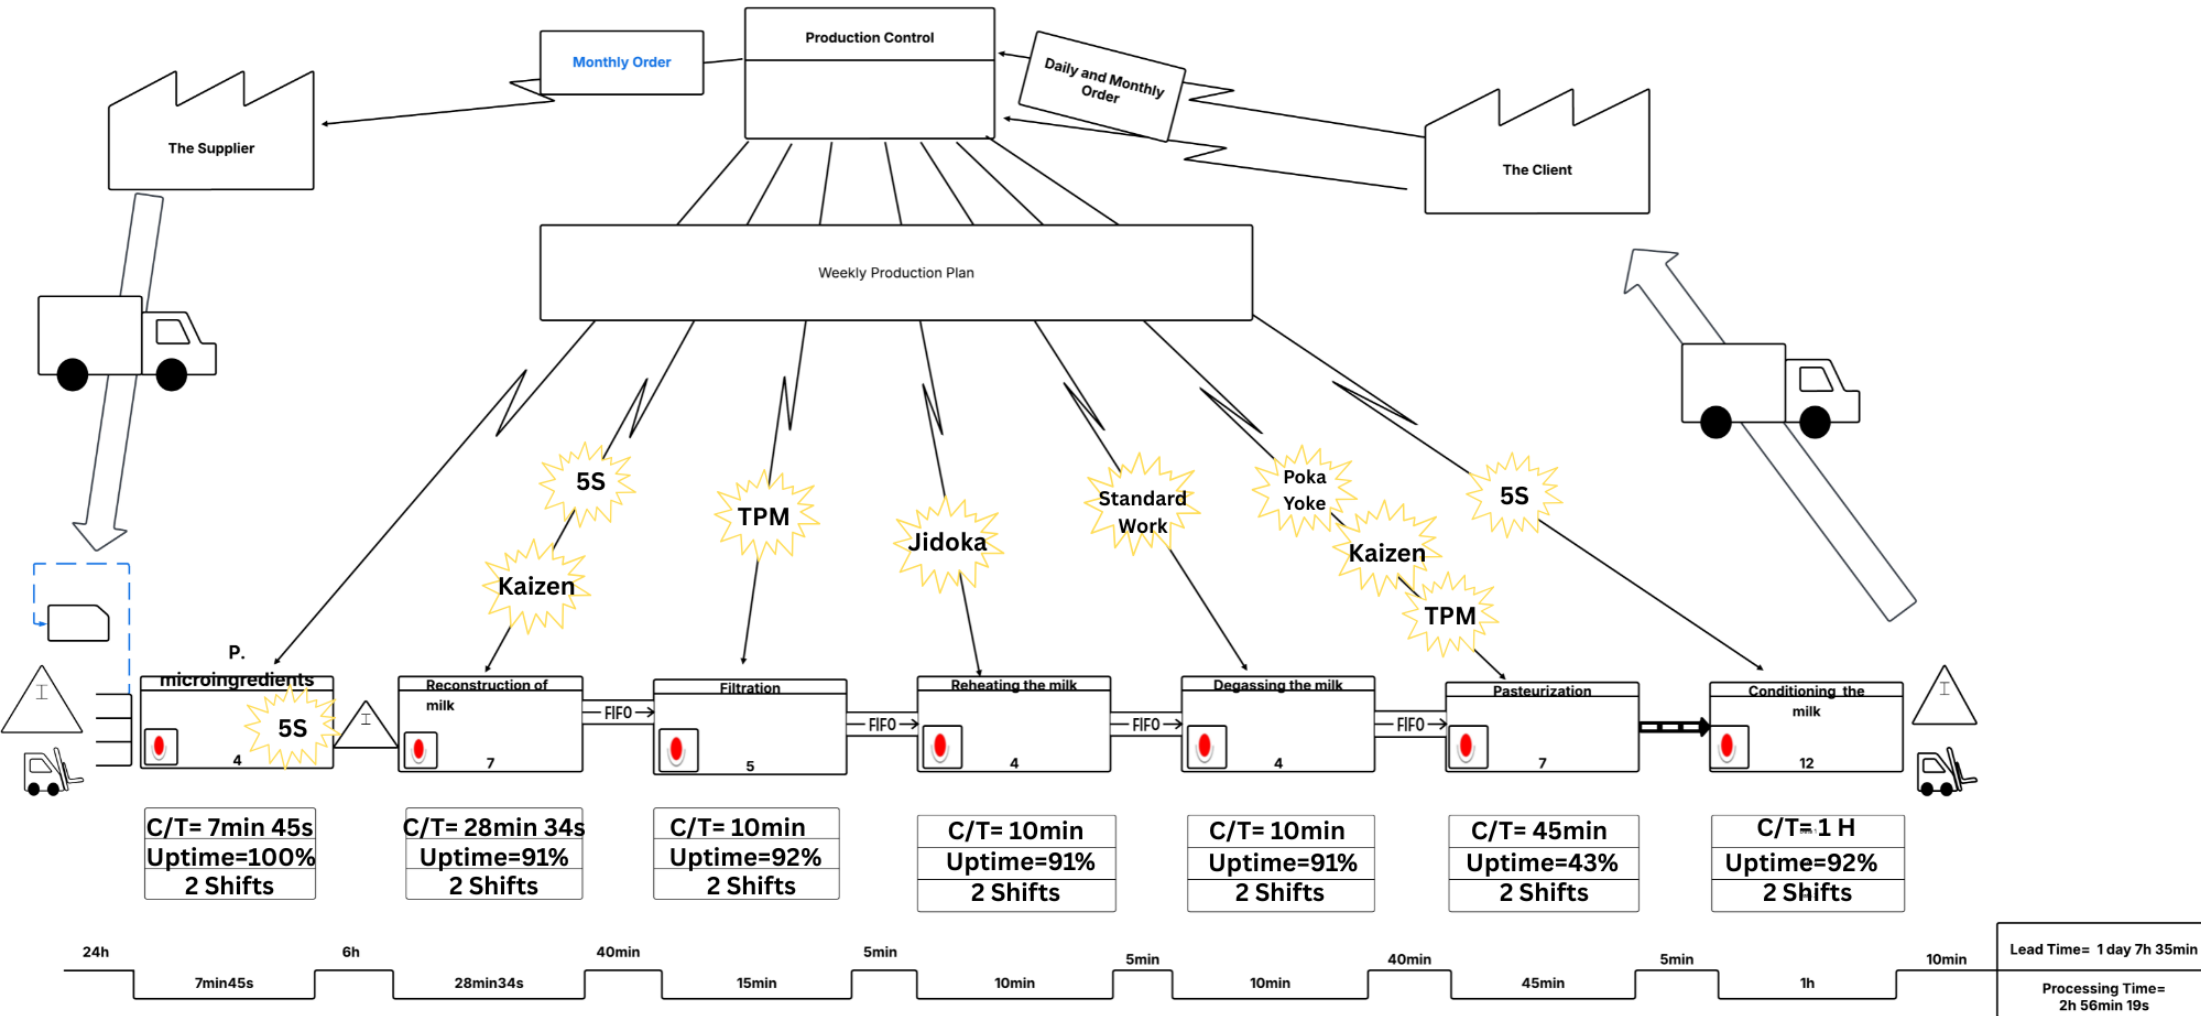 Production Control
Monthly Order
Daily and Monthly
Order
The Supplier
The Client
Weekly Production Plan
5S
TPM
Jidoka
Standard
Work
Poka
Yoke
5S
Kaizen
Kaizen
TPM
P.
microingredients
5S
4
I
I
Reconstruction of
milk
7
FIFO
Filtration
5
FIFO
Reheating the milk
4
FIFO
Degassing the milk
4
FIFO
Pasteurization
7
Conditioning the
milk
12
I
C/T= 7min 45s
Uptime=100%
2 Shifts
C/T= 28min 34s
Uptime=91%
2 Shifts
C/T= 10min
Uptime=92%
2 Shifts
C/T= 10min
Uptime=91%
2 Shifts
C/T= 10min
Uptime=91%
2 Shifts
C/T= 45min
Uptime=43%
2 Shifts
C/T= 1 H
Uptime=92%
2 Shifts
24h
7min45s
6h
28min34s
40min
15min
5min
10min
5min
10min
40min
45min
5min
1h
10min
Lead Time= 1 day 7h 35min
Processing Time=
2h 56min 19s